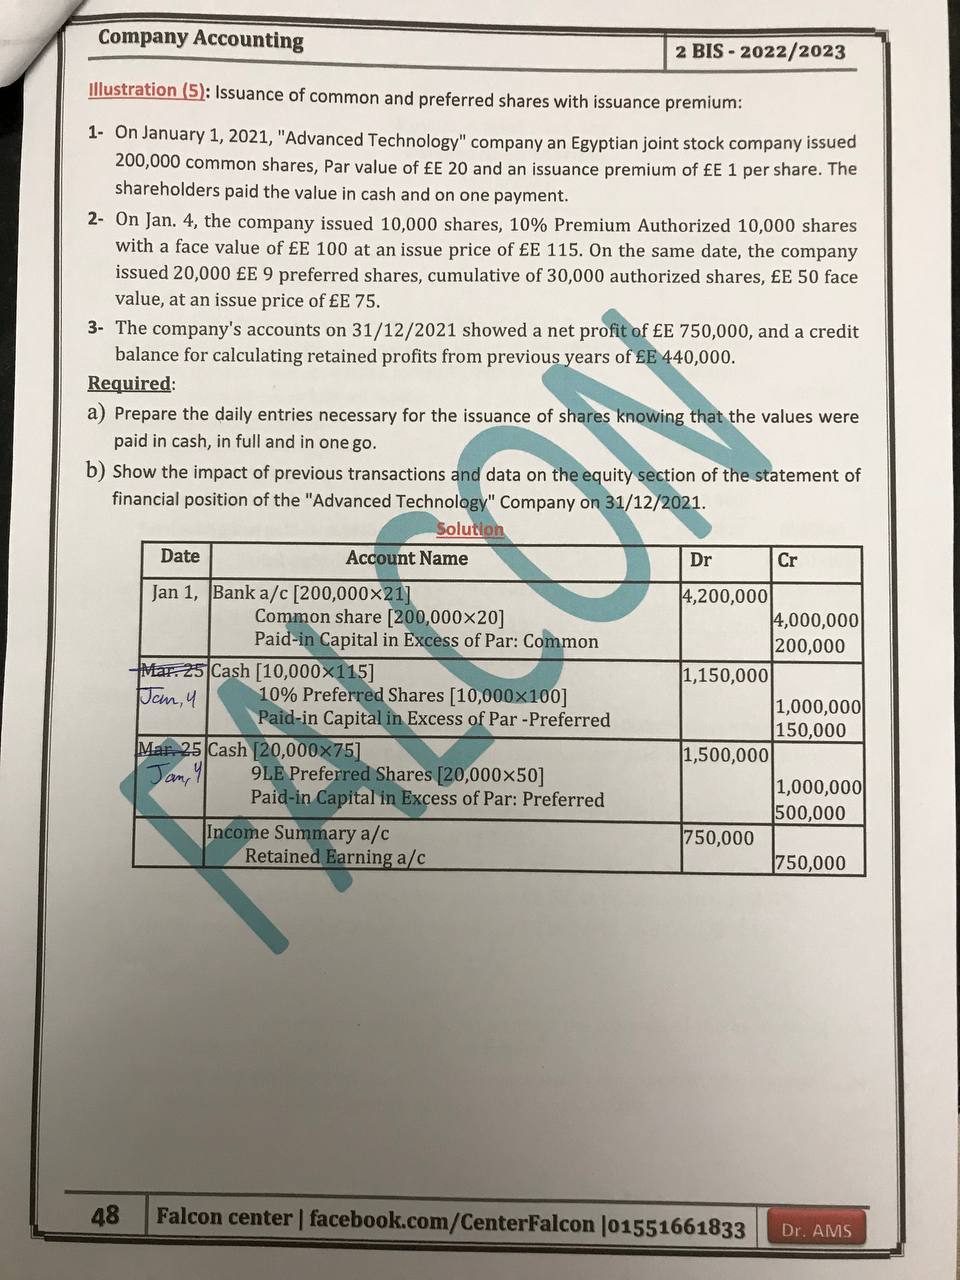 Company Accounting
2 BIS - 2022/2023
Illustration (5): Issuance of common and preferred shares with issuance premium:
1- On January 1, 2021, "Advanced Technology" company an Egyptian joint stock company issued
200,000 common shares, Par value of £E 20 and an issuance premium of £E 1 per share. The
shareholders paid the value in cash and on one payment.
2- On Jan. 4, the company issued 10,000 shares, 10% Premium Authorized 10,000 shares
with a face value of £E 100 at an issue price of £E 115. On the same date, the company
issued 20,000 £E 9 preferred shares, cumulative of 30,000 authorized shares, £E 50 face
value, at an issue price of £E 75.
3- The company's accounts on 31/12/2021 showed a net profit of £E 750,000, and a credit
balance for calculating retained profits from previous years of £E 440,000.
Required:
a) Prepare the daily entries necessary for the issuance of shares knowing that the values were
paid in cash, in full and in one go.
b) Show the impact of previous transactions and data on the equity section of the statement of
financial position of the "Advanced Technology" Company on 31/12/2021.
Solution
Date Account Name Dr Cr
Jan 1, Bank a/c [200,000×21] 4,200,000
Common share [200,000×20] 4,000,000
Paid-in Capital in Excess of Par: Common 200,000
Mar. 25 Cash [10,000×115] 1,150,000
Jan, 4 10% Preferred Shares [10,000×100] 1,000,000
Paid-in Capital in Excess of Par -Preferred 150,000
Mar. 25 Cash [20,000×75] 1,500,000
Jan, 4 9LE Preferred Shares [20,000×50] 1,000,000
Paid-in Capital in Excess of Par: Preferred 500,000
Income Summary a/c 750,000
Retained Earning a/c 750,000
FALCON
48 Falcon center | facebook.com/CenterFalcon |01551661833 Dr. AMS